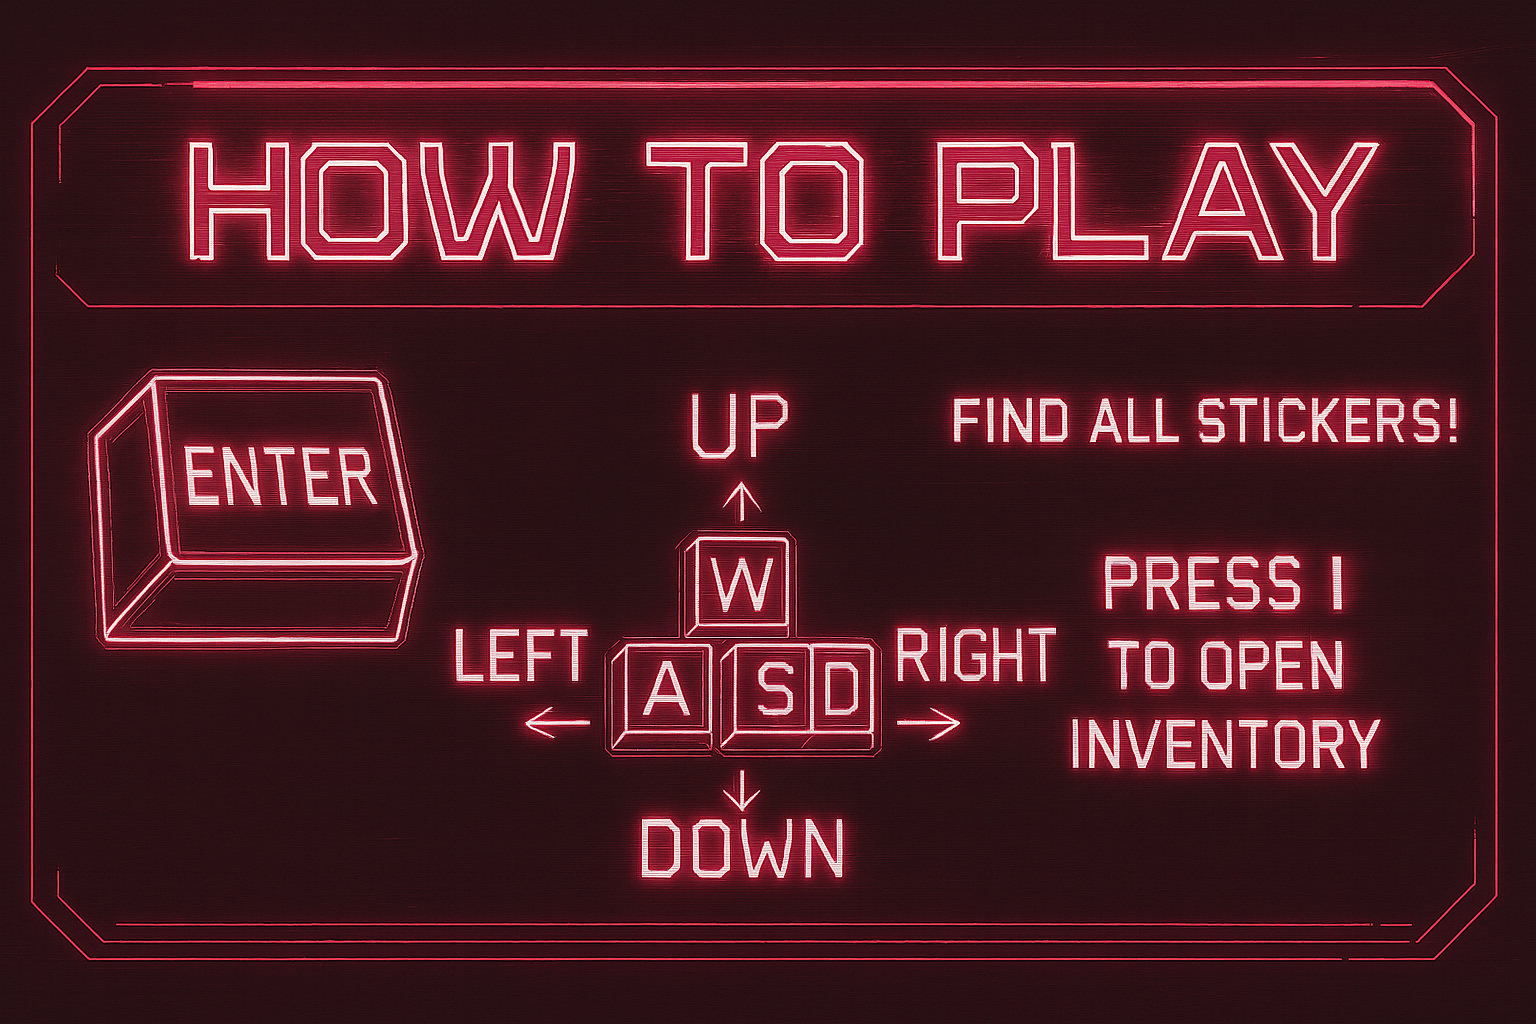 HOW TO PLAY
ENTER
UP
W
LEFT
A
S
D
RIGHT
DOWN
FIND ALL STICKERS!
PRESS I
TO OPEN
INVENTORY